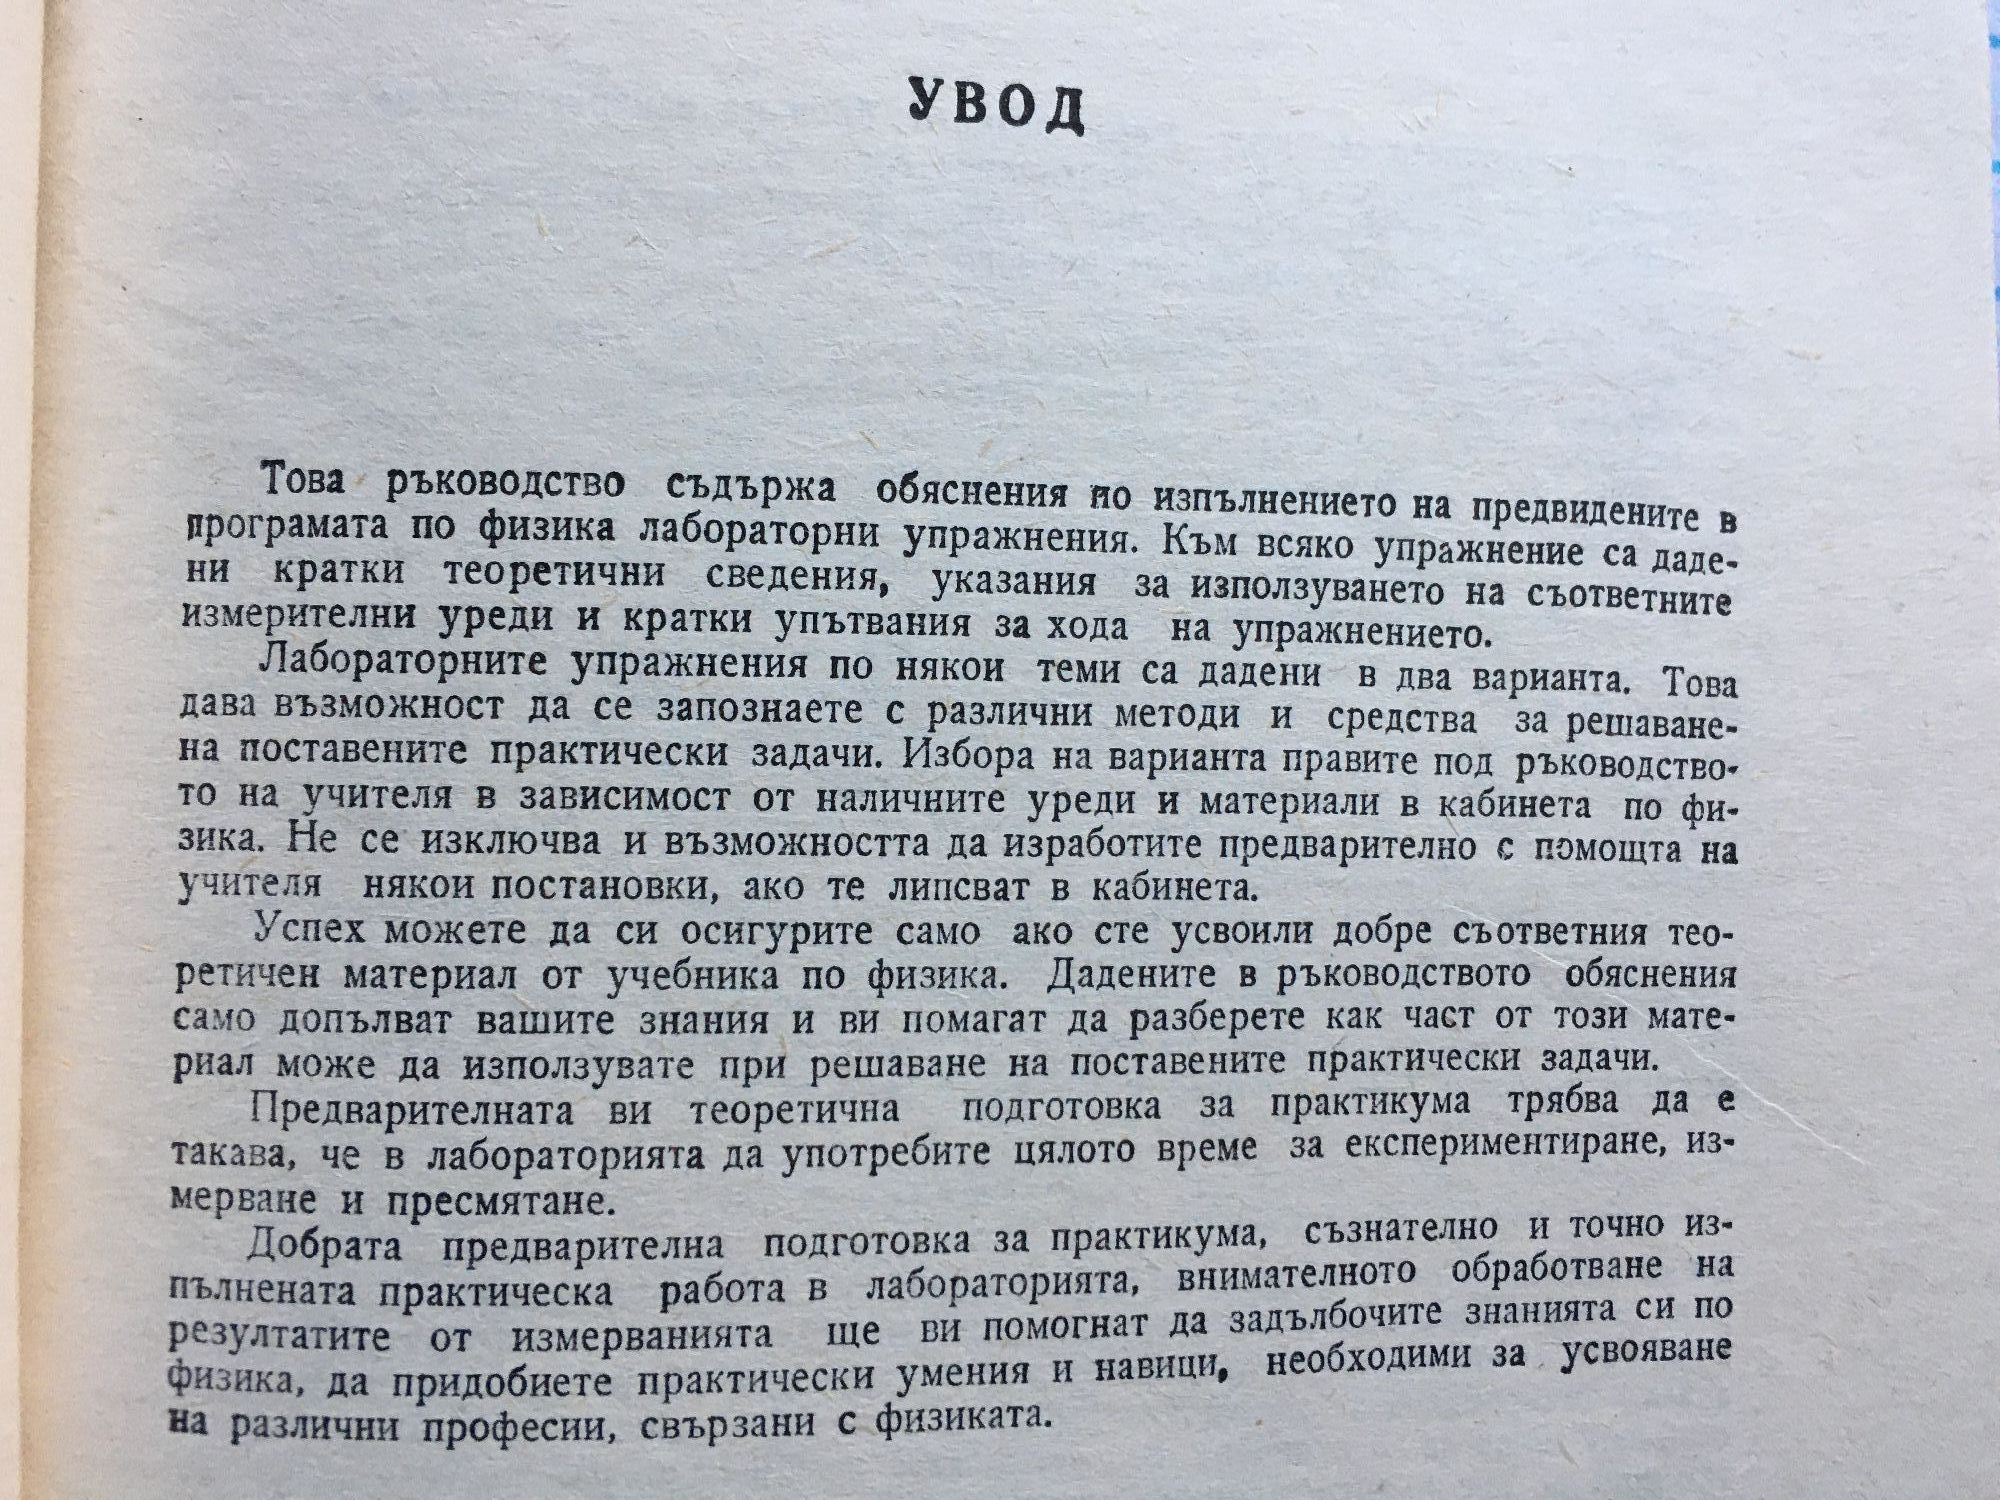 УВОД
Това ръководство съдържа обяснения по изпълнението на предвидените в
програмата по физика лабораторни упражнения. Към всяко упражнение са даде-
ни кратки теоретични сведения, указания за използуването на съответните
измерителни уреди и кратки упътвания за хода на упражнението.
Лабораторните упражнения по някои теми са дадени в два варианта. Това
дава възможност да се запознаете с различни методи и средства за решаване-
на поставените практически задачи. Избора на варианта правите под ръководство-
то на учителя в зависимост от наличните уреди и материали в кабинета по фи-
зика. Не се изключва и възможността да изработите предварително с помощта на
учителя някои постановки, ако те липсват в кабинета.
Успех можете да си осигурите само ако сте усвоили добре съответния тео-
ретичен материал от учебника по физика. Дадените в ръководството обяснения
само допълват вашите знания и ви помагат да разберете как част от този мате-
риал може да използувате при решаване на поставените практически задачи.
Предварителната ви теоретична подготовка за практикума трябва да е
такава, че в лабораторията да употребите цялото време за експериментиране, из-
мерване и пресмятане.
Добрата предварителна подготовка за практикума, съзнателно и точно из-
пълнената практическа работа в лабораторията, внимателното обработване на
резултатите от измерванията ще ви помогнат да задълбочите знанията си по
физика, да придобиете практически умения и навици, необходими за усвояване
на различни професии, свързани с физиката.